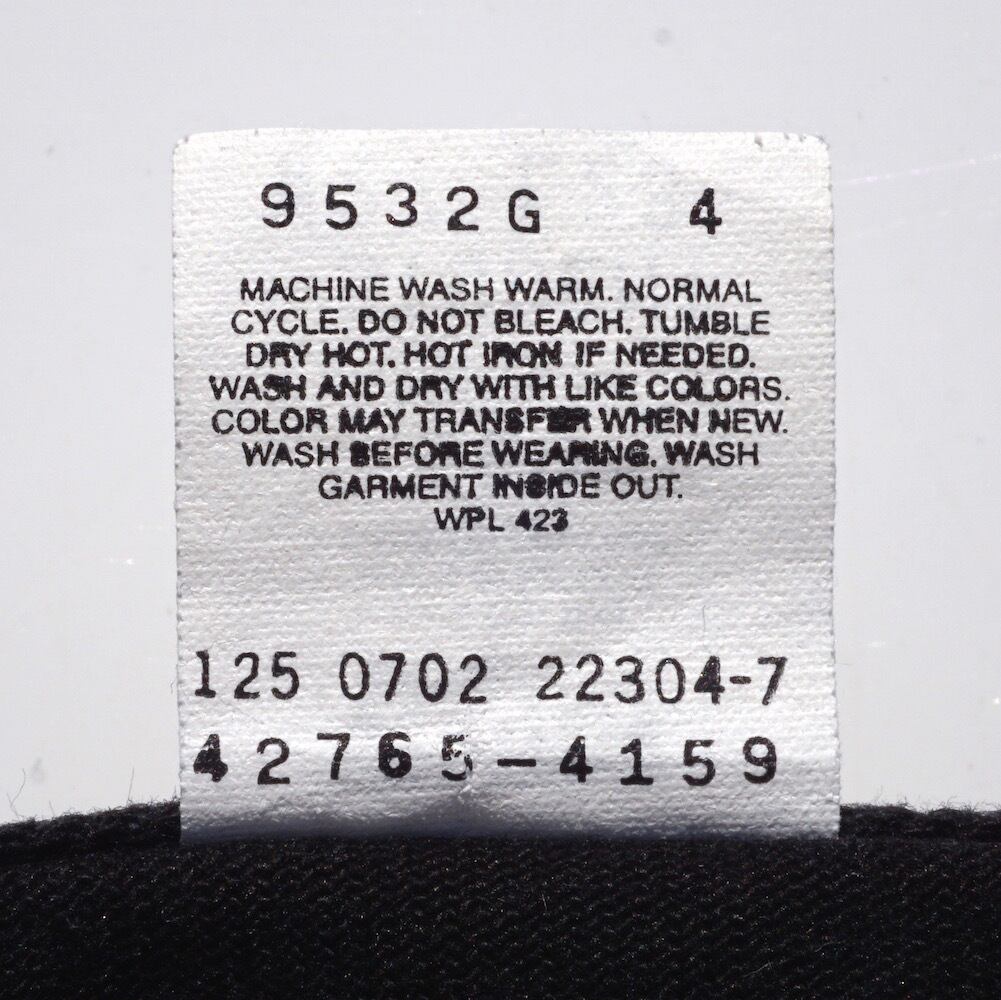 9532G 4
MACHINE WASH WARM. NORMAL
CYCLE. DO NOT BLEACH. TUMBLE
DRY HOT. HOT IRON IF NEEDED.
WASH AND DRY WITH LIKE COLORS.
COLOR MAY TRANSFER WHEN NEW.
WASH BEFORE WEARING. WASH
GARMENT INSIDE OUT.
WPL 423
125 0702 22304-7
42765-4159